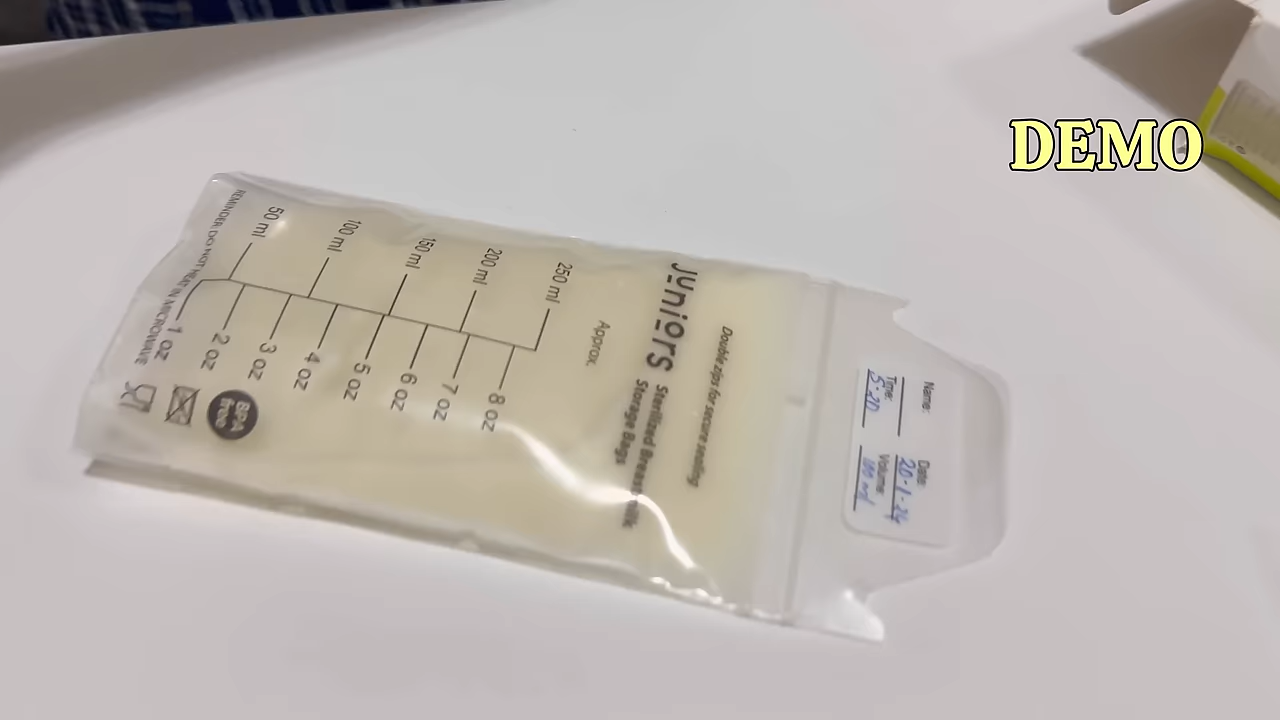 DEMO
Name:
Date: 20-1-24
Time: 5.20
Volume: 100 ml
Double zips for secure sealing
Juniors Sterilized Breastmilk
Storage Bags
Approx.
250 ml
200 ml
150 ml
100 ml
50 ml
8 oz
7 oz
6 oz
5 oz
4 oz
3 oz
2 oz
1 oz
BPA
free
REMINDER: DO NOT HEAT IN MICROWAVE